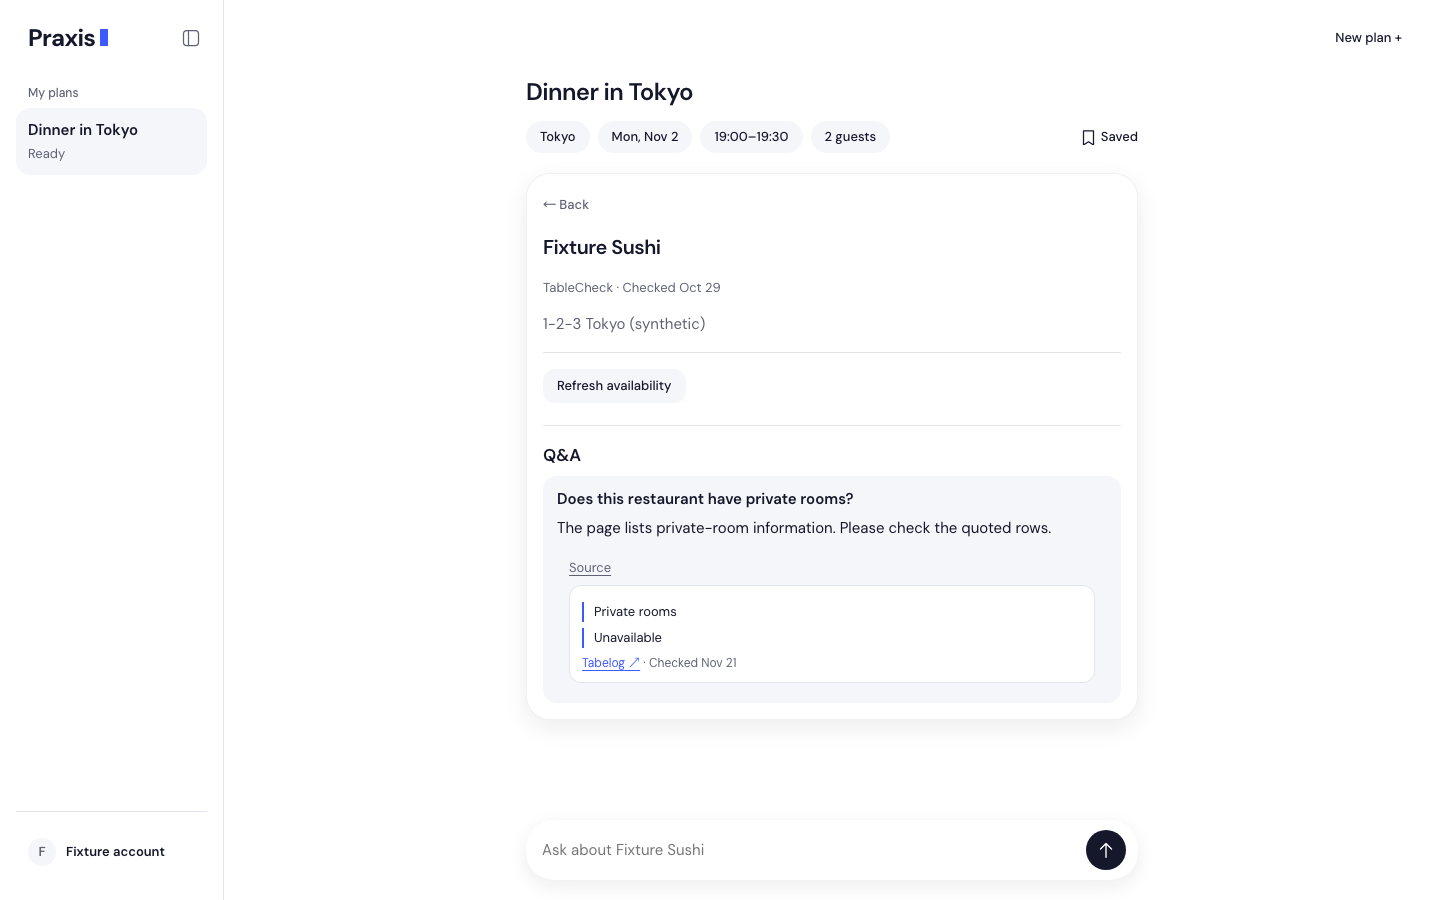 Praxis
New plan +
My plans
Dinner in Tokyo
Ready
Dinner in Tokyo
Tokyo
Mon, Nov 2
19:00–19:30
2 guests
Saved
← Back
Fixture Sushi
TableCheck · Checked Oct 29
1-2-3 Tokyo (synthetic)
Refresh availability
Q&A
Does this restaurant have private rooms?
The page lists private-room information. Please check the quoted rows.
Source
Private rooms
Unavailable
Tabelog ↗ · Checked Nov 21
F Fixture account
Ask about Fixture Sushi